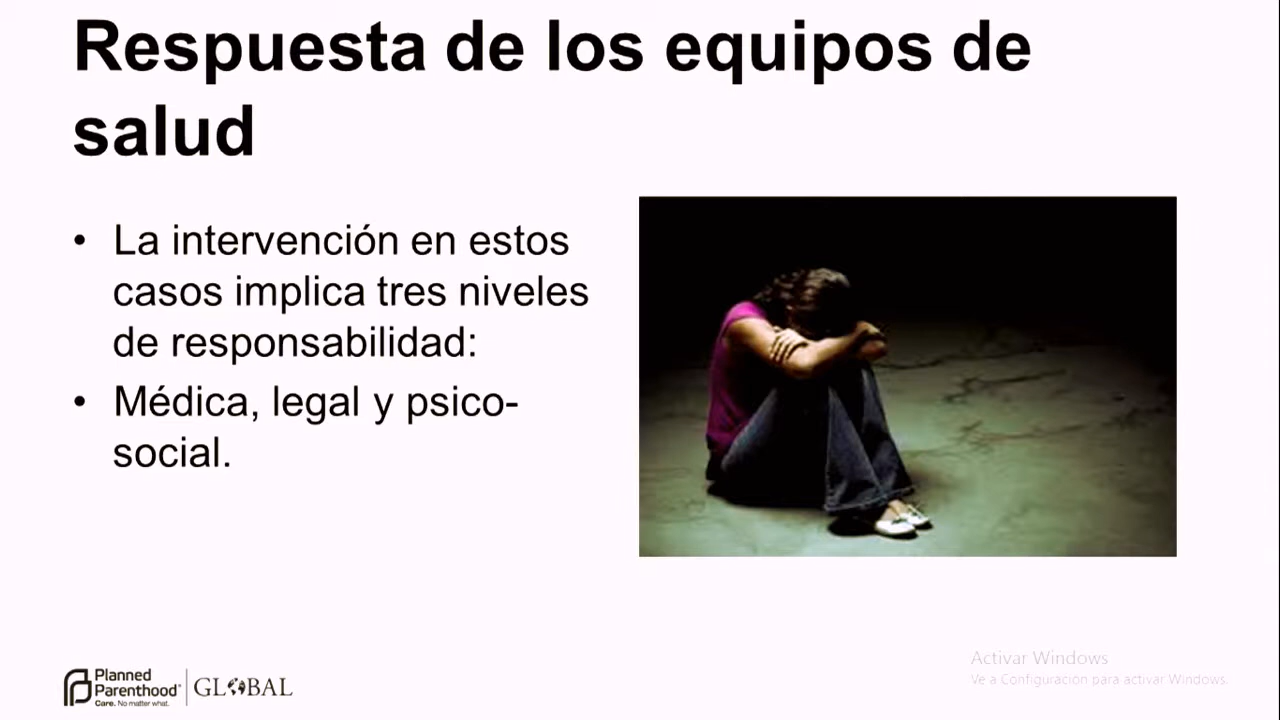 Respuesta de los equipos de
salud
• La intervención en estos
casos implica tres niveles
de responsabilidad:
• Médica, legal y psico-
social.
Planned
Parenthood®
Care. No matter what.
GLOBAL
Activar Windows
Ve a Configuración para activar Windows.